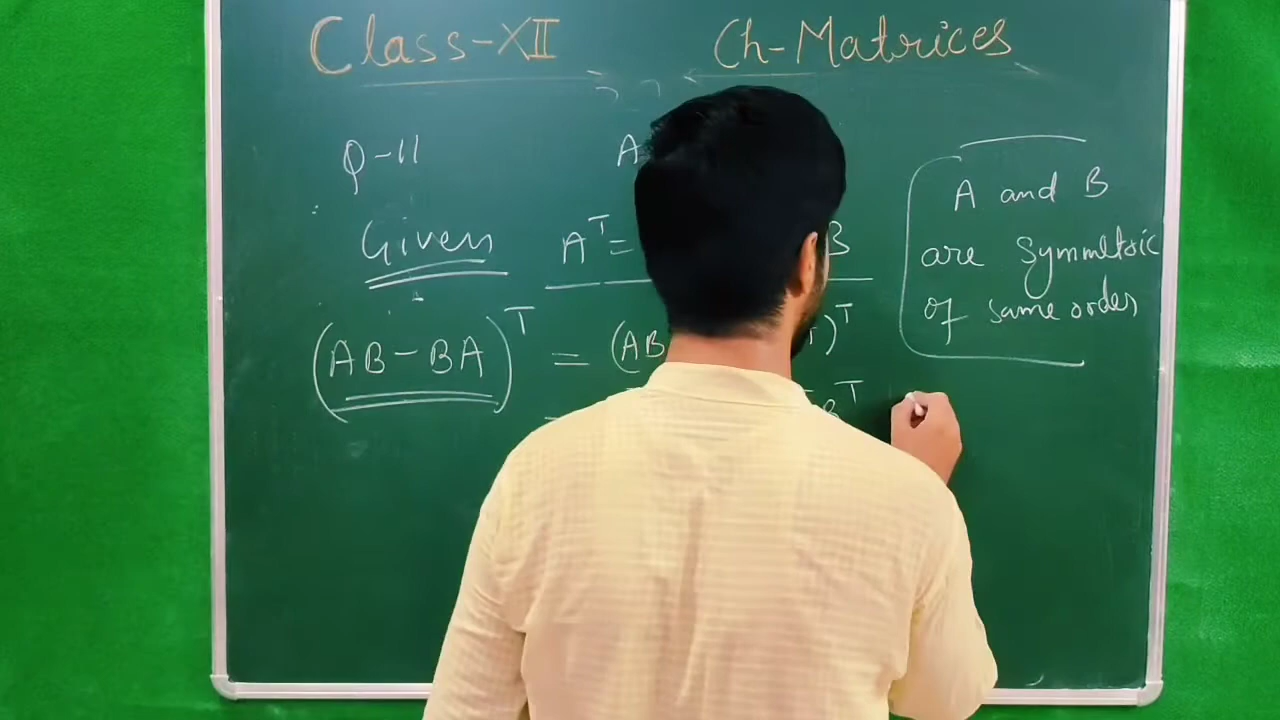 Class-XII Ch-Matrices
Q-11 A
Given A^T = B
(AB-BA)^T = (AB T)^T
= B^T
A and B
are Symmetric
of same order